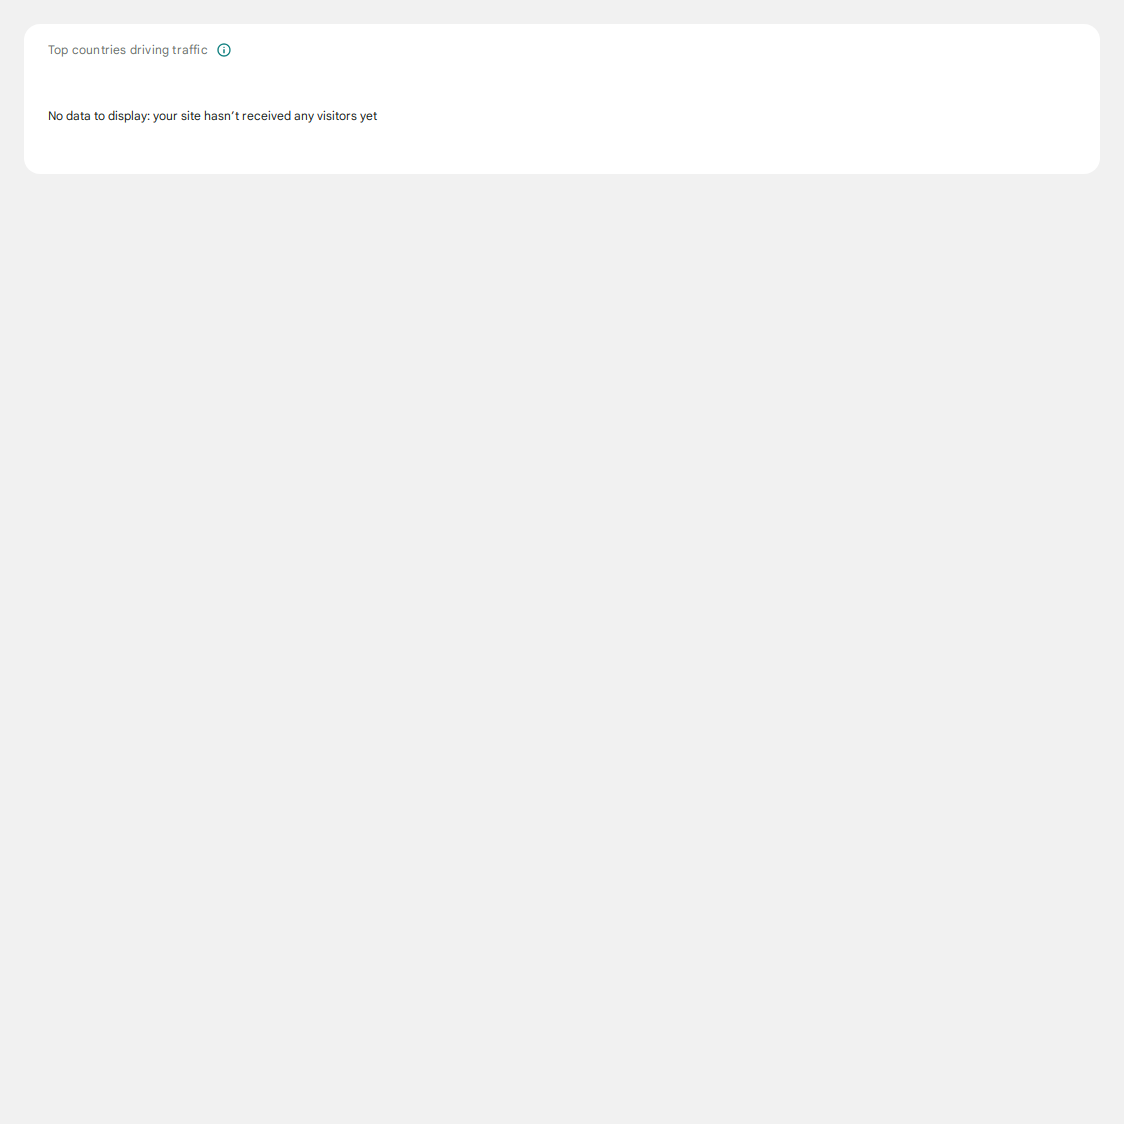 Top countries driving traffic
No data to display: your site hasn’t received any visitors yet